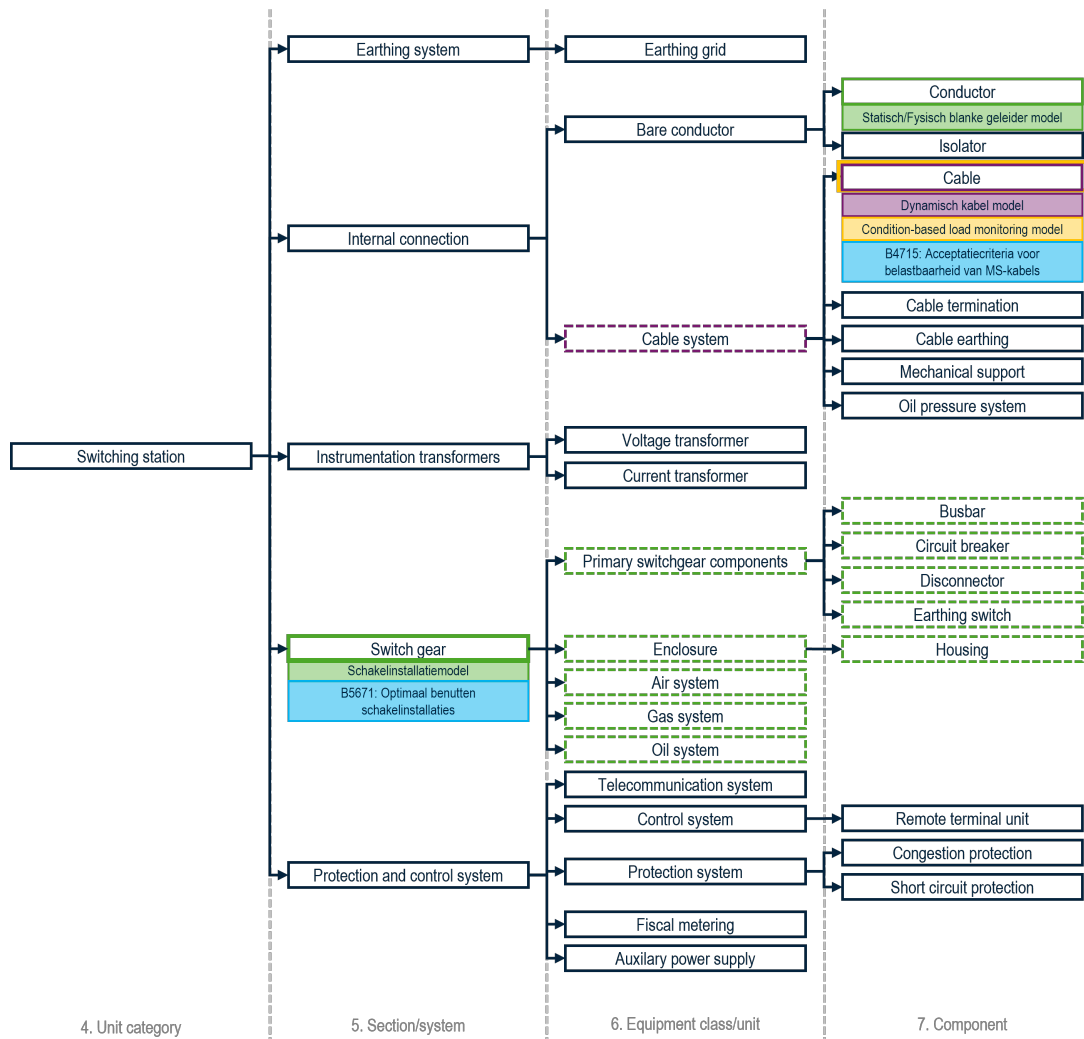 Earthing system
Earthing grid
Conductor
Statisch/Fysisch blanke geleider model
Bare conductor
Isolator
Cable
Dynamisch kabel model
Condition-based load monitoring model
B4715: Acceptatiecriteria voor
belastbaarheid van MS-kabels
Internal connection
Cable termination
Cable system
Cable earthing
Mechanical support
Oil pressure system
Switching station
Instrumentation transformers
Voltage transformer
Current transformer
Busbar
Circuit breaker
Primary switchgear components
Disconnector
Earthing switch
Switch gear
Schakelinstallatiemodel
B5671: Optimaal benutten
schakelinstallaties
Enclosure
Housing
Air system
Gas system
Oil system
Telecommunication system
Control system
Remote terminal unit
Congestion protection
Protection and control system
Protection system
Short circuit protection
Fiscal metering
Auxilary power supply
4. Unit category
5. Section/system
6. Equipment class/unit
7. Component